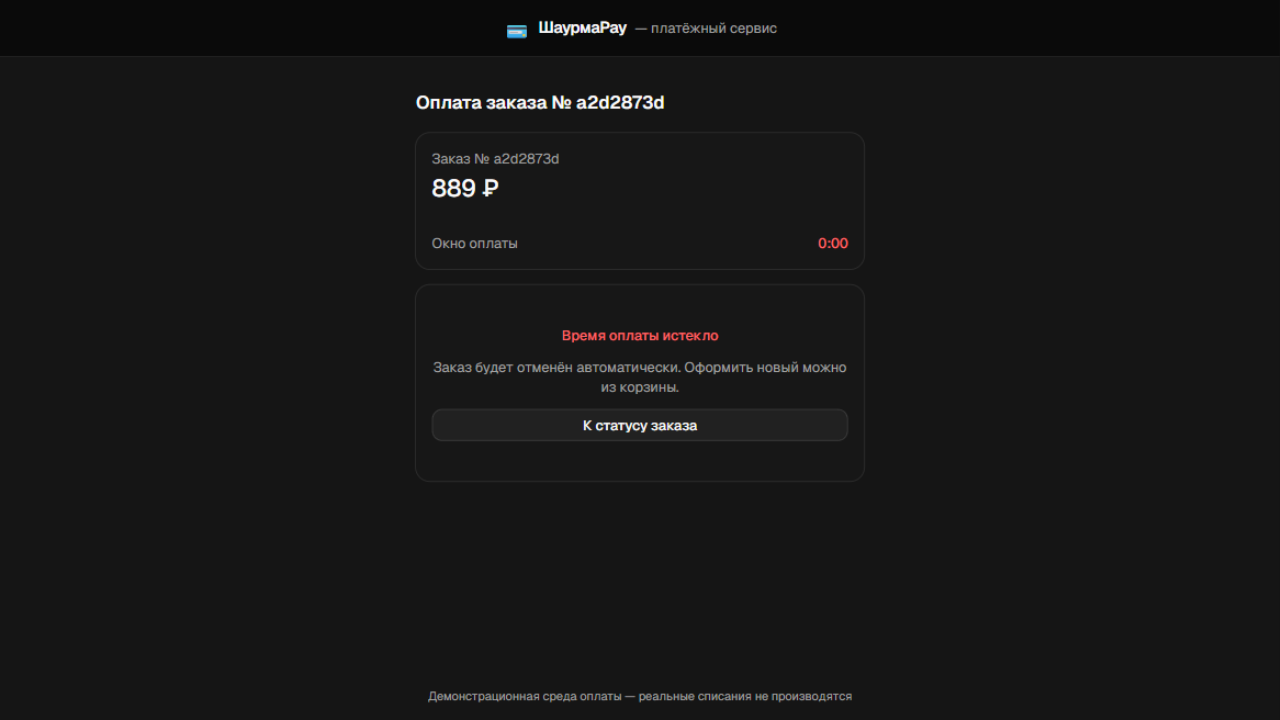 ШаурмаPay — платёжный сервис
Оплата заказа № a2d2873d
Заказ № a2d2873d
889 ₽
Окно оплаты 0:00
Время оплаты истекло
Заказ будет отменён автоматически. Оформить новый можно
из корзины.
К статусу заказа
Демонстрационная среда оплаты — реальные списания не производятся